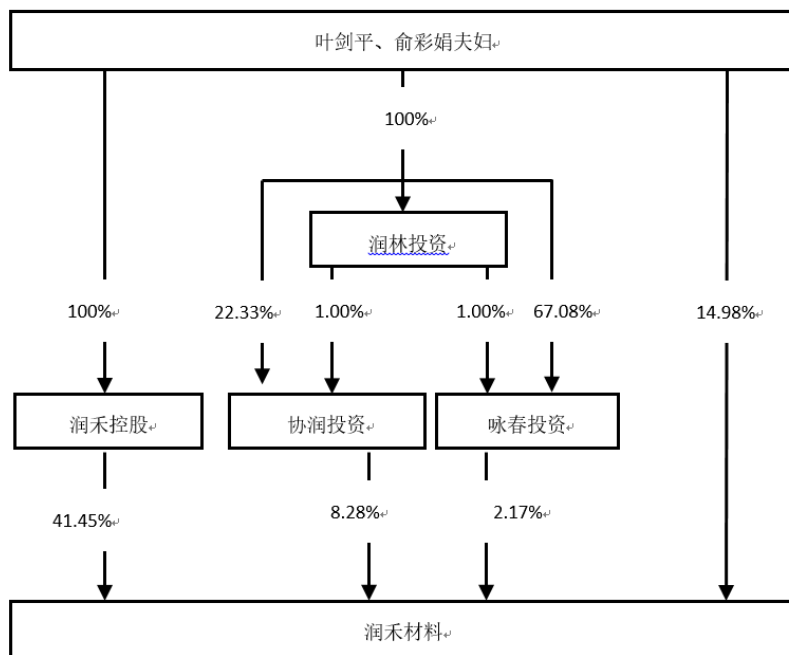 叶剑平、俞彩娟夫妇
100%
润林投资
100%
22.33%
1.00%
1.00%
67.08%
14.98%
润禾控股
协润投资
咏春投资
41.45%
8.28%
2.17%
润禾材料